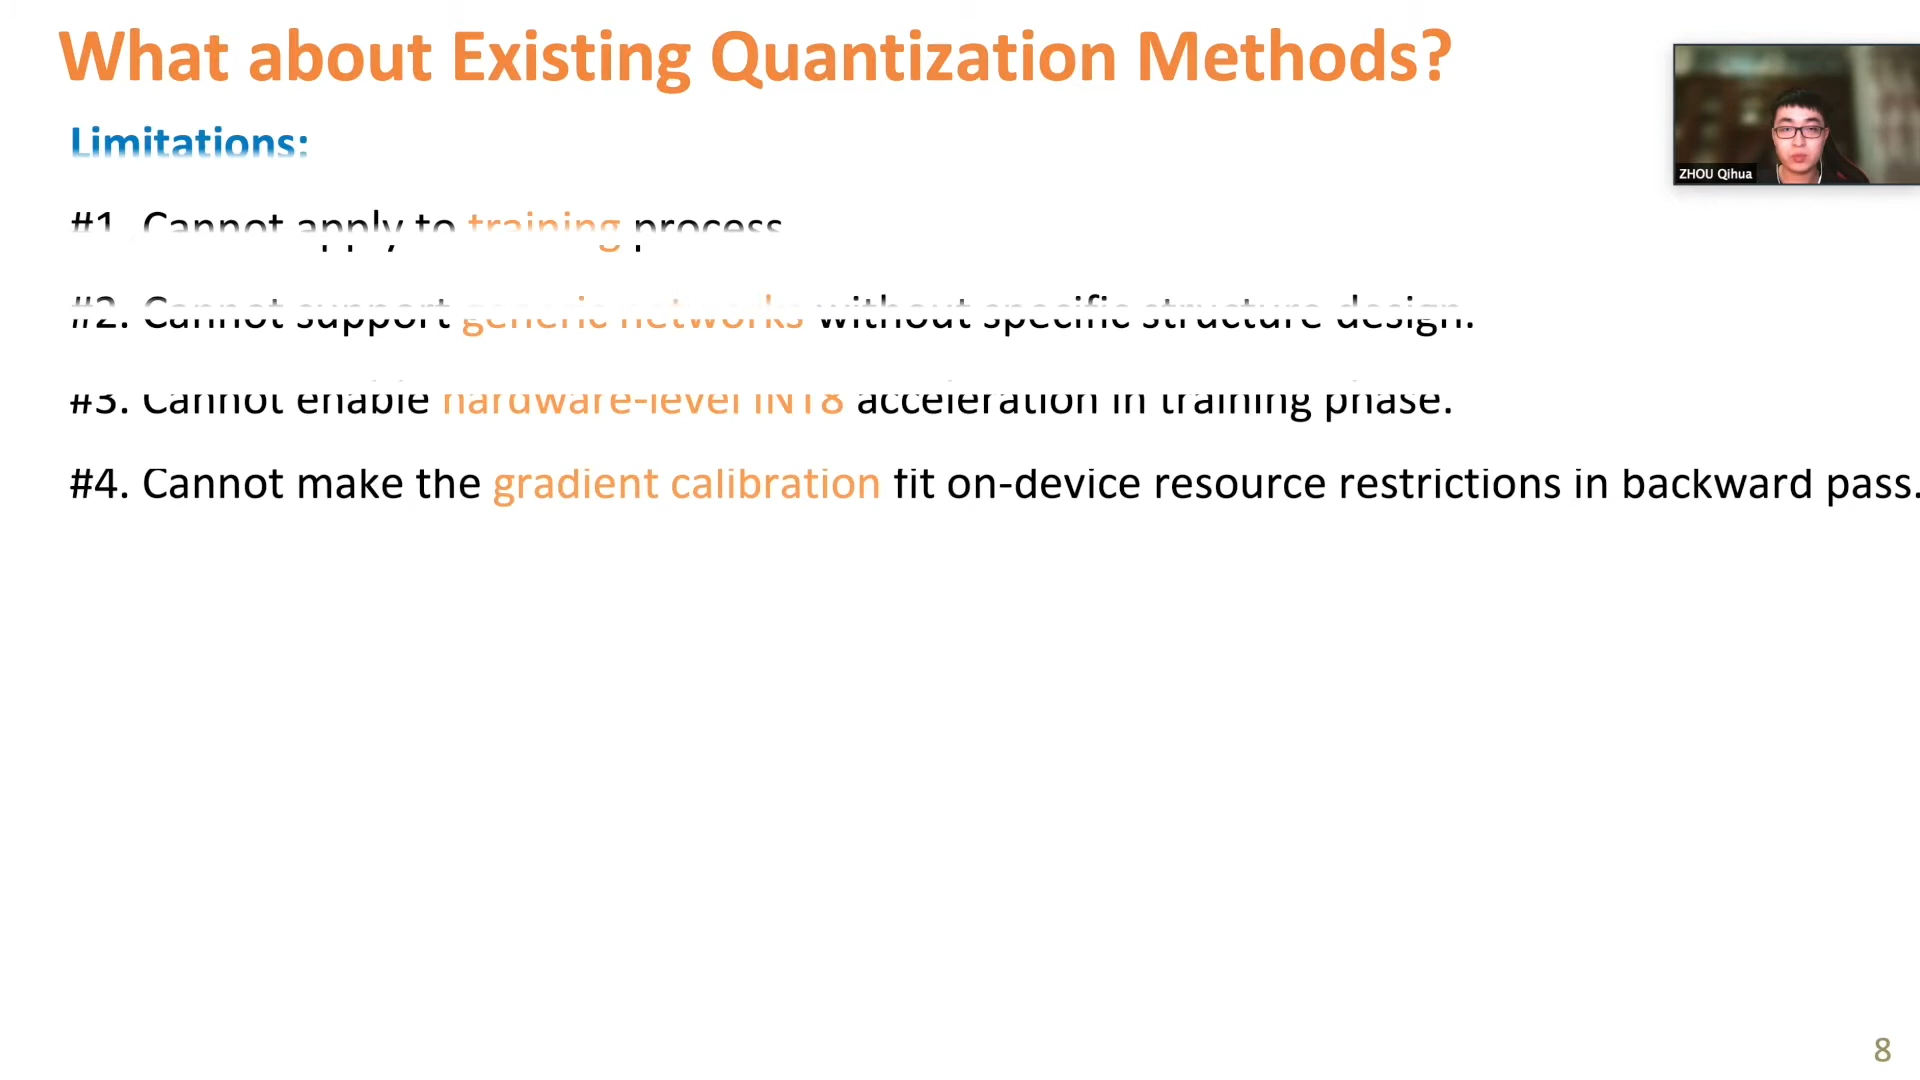 What about Existing Quantization Methods?
ZHOU Qihua
Limitations:
#1. Cannot apply to training process
#2. Cannot support generic networks without specific structure design.
#3. Cannot enable hardware-level INT8 acceleration in training phase.
#4. Cannot make the gradient calibration fit on-device resource restrictions in backward pass.
8